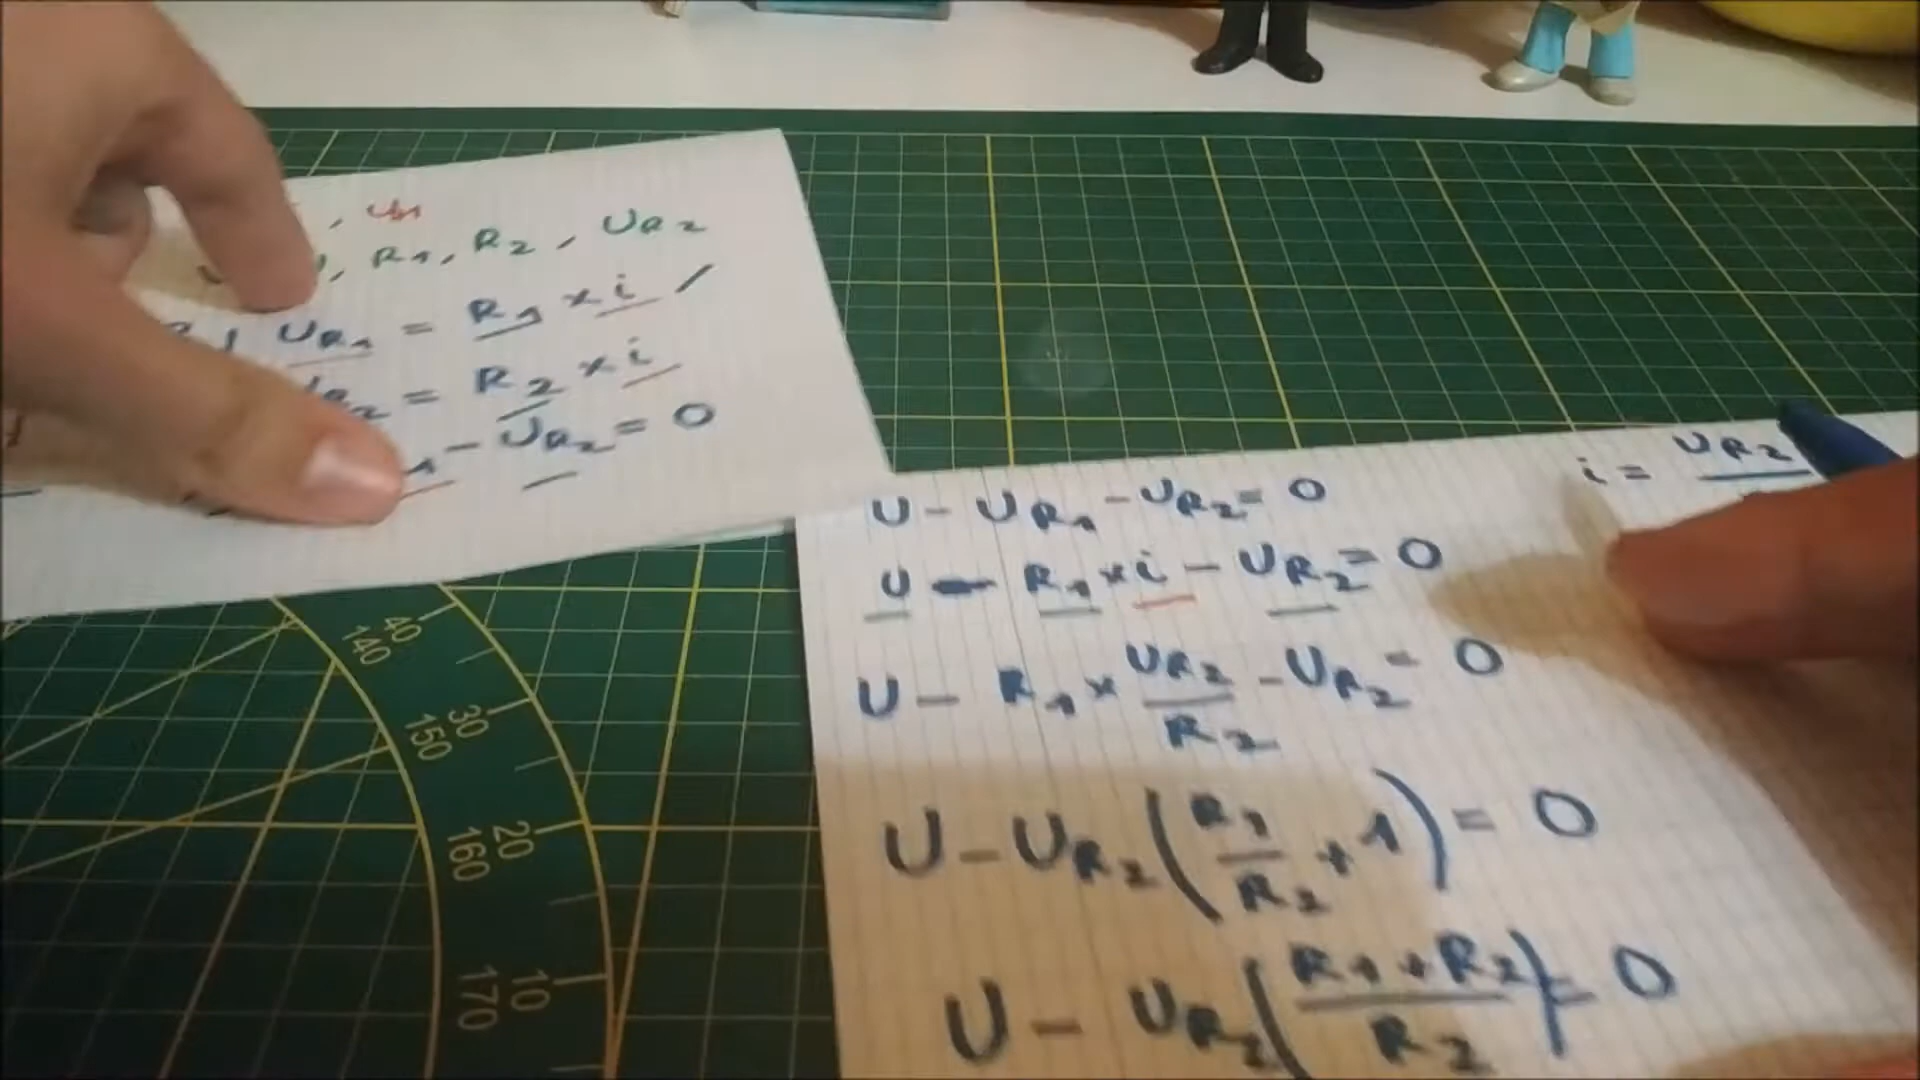 , R1, R2, UR2
UR1 = R1 × i
= R2 × i
- UR2 = 0
U - UR1 - UR2 = 0
i = UR2
U - R1 × i - UR2 = 0
U - R1 × UR2/R2 - UR2 = 0
U - UR2 (R1/R2 + 1) = 0
U - UR2 (R1 + R2/R2) = 0
40
140
30
150
20
160
10
170